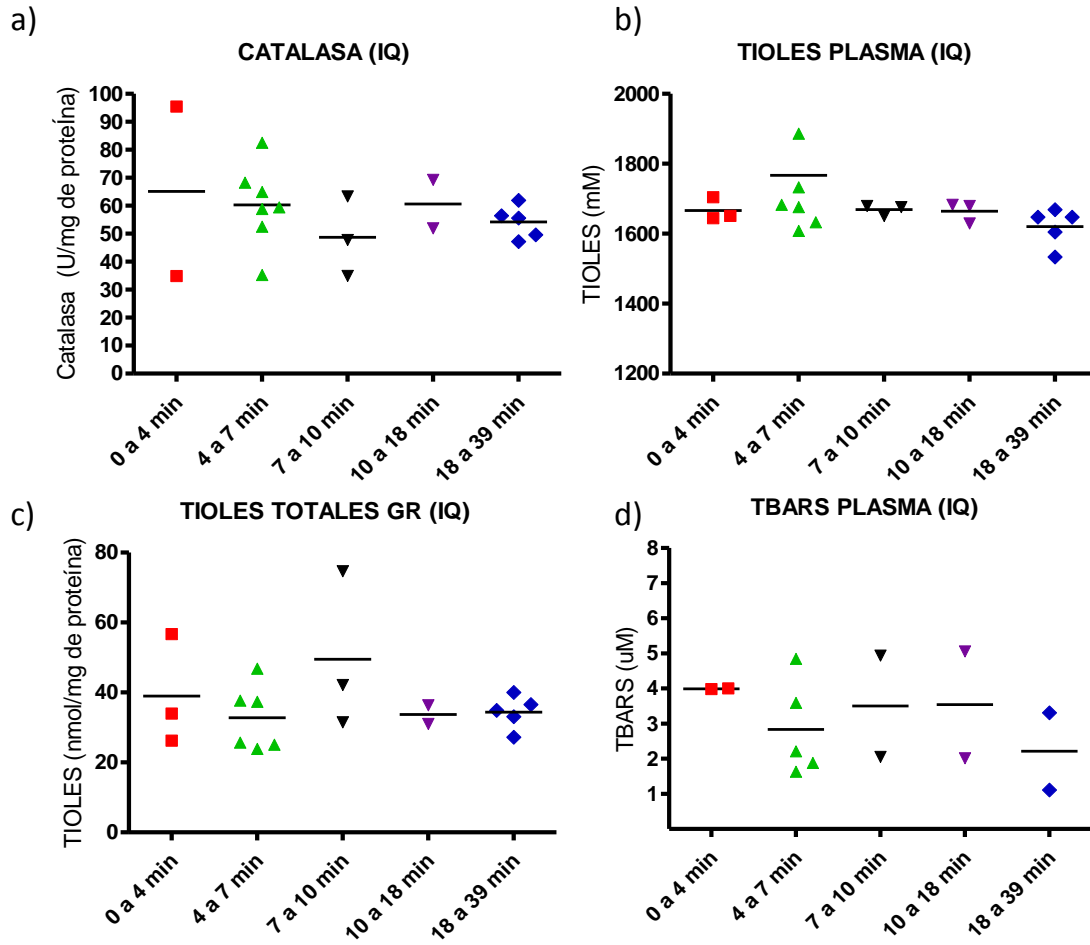 a)
CATALASA (IQ)
Catalasa (U/mg de proteína)
100
90
80
70
60
50
40
30
20
10
0
0 a 4 min
4 a 7 min
7 a 10 min
10 a 18 min
18 a 39 min
b)
TIOLES PLASMA (IQ)
TIOLES (mM)
2000
1800
1600
1400
1200
0 a 4 min
4 a 7 min
7 a 10 min
10 a 18 min
18 a 39 min
c)
TIOLES TOTALES GR (IQ)
TIOLES (nmol/mg de proteína)
80
60
40
20
0
0 a 4 min
4 a 7 min
7 a 10 min
10 a 18 min
18 a 39 min
d)
TBARS PLASMA (IQ)
TBARS (uM)
8
7
6
5
4
3
2
1
0 a 4 min
4 a 7 min
7 a 10 min
10 a 18 min
18 a 39 min